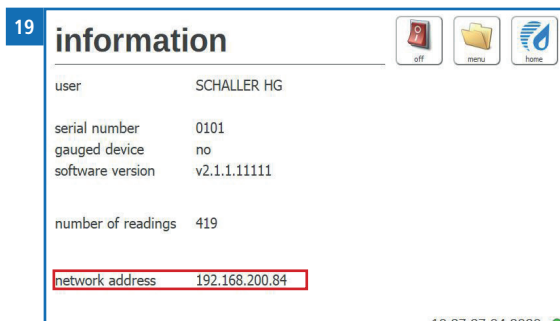 19
information
off menu home
user SCHALLER HG
serial number 0101
gauged device no
software version v2.1.1.11111
number of readings 419
network address 192.168.200.84